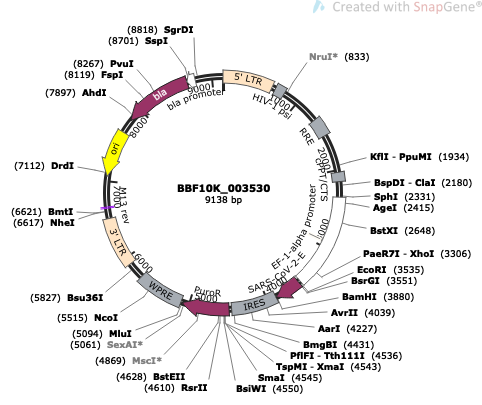 Created with SnapGene®
(8818) SgrDI
(8701) SspI
(8267) PvuI
(8119) FspI
(7897) AhdI
(7112) DrdI
(6621) BmtI
(6617) NheI
(5827) Bsu36I
(5515) NcoI
(5094) MluI
(5061) SexAI*
(4869) MscI*
(4628) BstEII
(4610) RsrII
BsiWI (4550)
SmaI (4545)
TspMI - XmaI (4543)
PflFI - Tth111I (4536)
BmgBI (4431)
AarI (4227)
AvrII (4039)
BamHI (3880)
BsrGI (3551)
EcoRI (3535)
PaeR7I - XhoI (3306)
BstXI (2648)
AgeI (2415)
SphI (2331)
BspDI - ClaI (2180)
KflI - PpuMI (1934)
NruI* (833)
5' LTR
HIV-1 psi
RRE
cPPT/CTS
EF-1-alpha promoter
SARS-CoV-2-E
IRES
PuroR
WPRE
3' LTR
M13 rev
ori
bla
bla promoter
1000
2000
4000
5000
6000
7000
8000
9000
BBF10K_003530
9138 bp